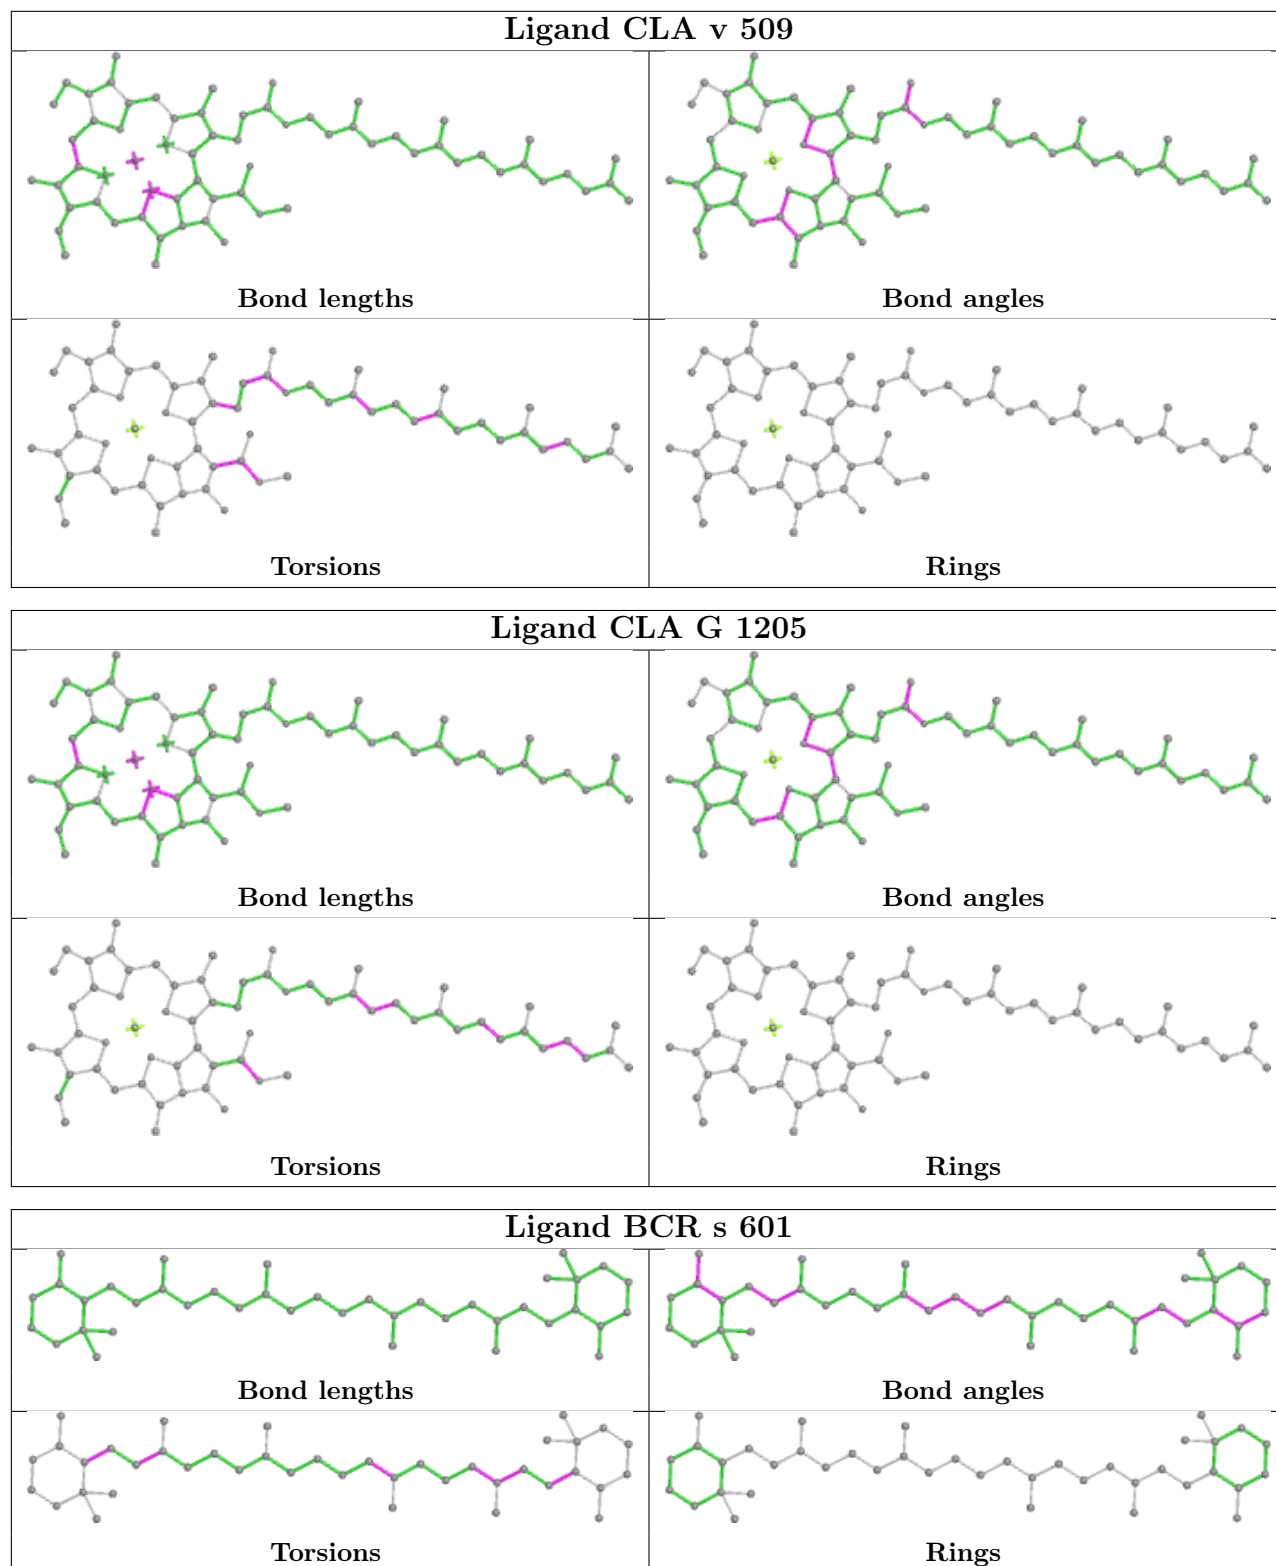 Ligand CLA v 509
Bond lengths
Bond angles
Torsions
Rings
Ligand CLA G 1205
Bond lengths
Bond angles
Torsions
Rings
Ligand BCR s 601
Bond lengths
Bond angles
Torsions
Rings